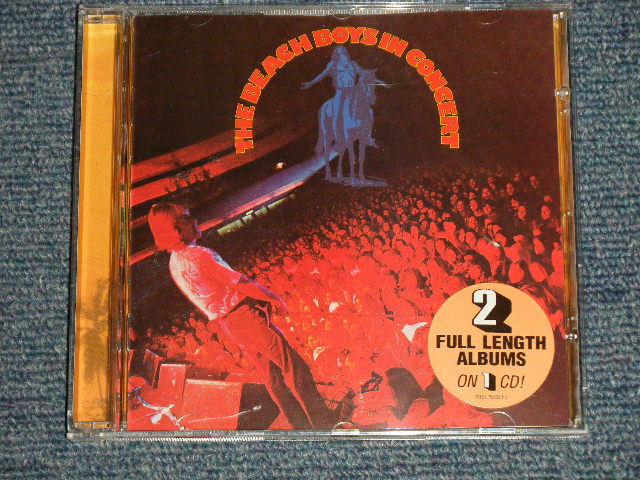 THE BEACH BOYS IN CONCERT
2
FULL LENGTH
ALBUMS
ON 1 CD!